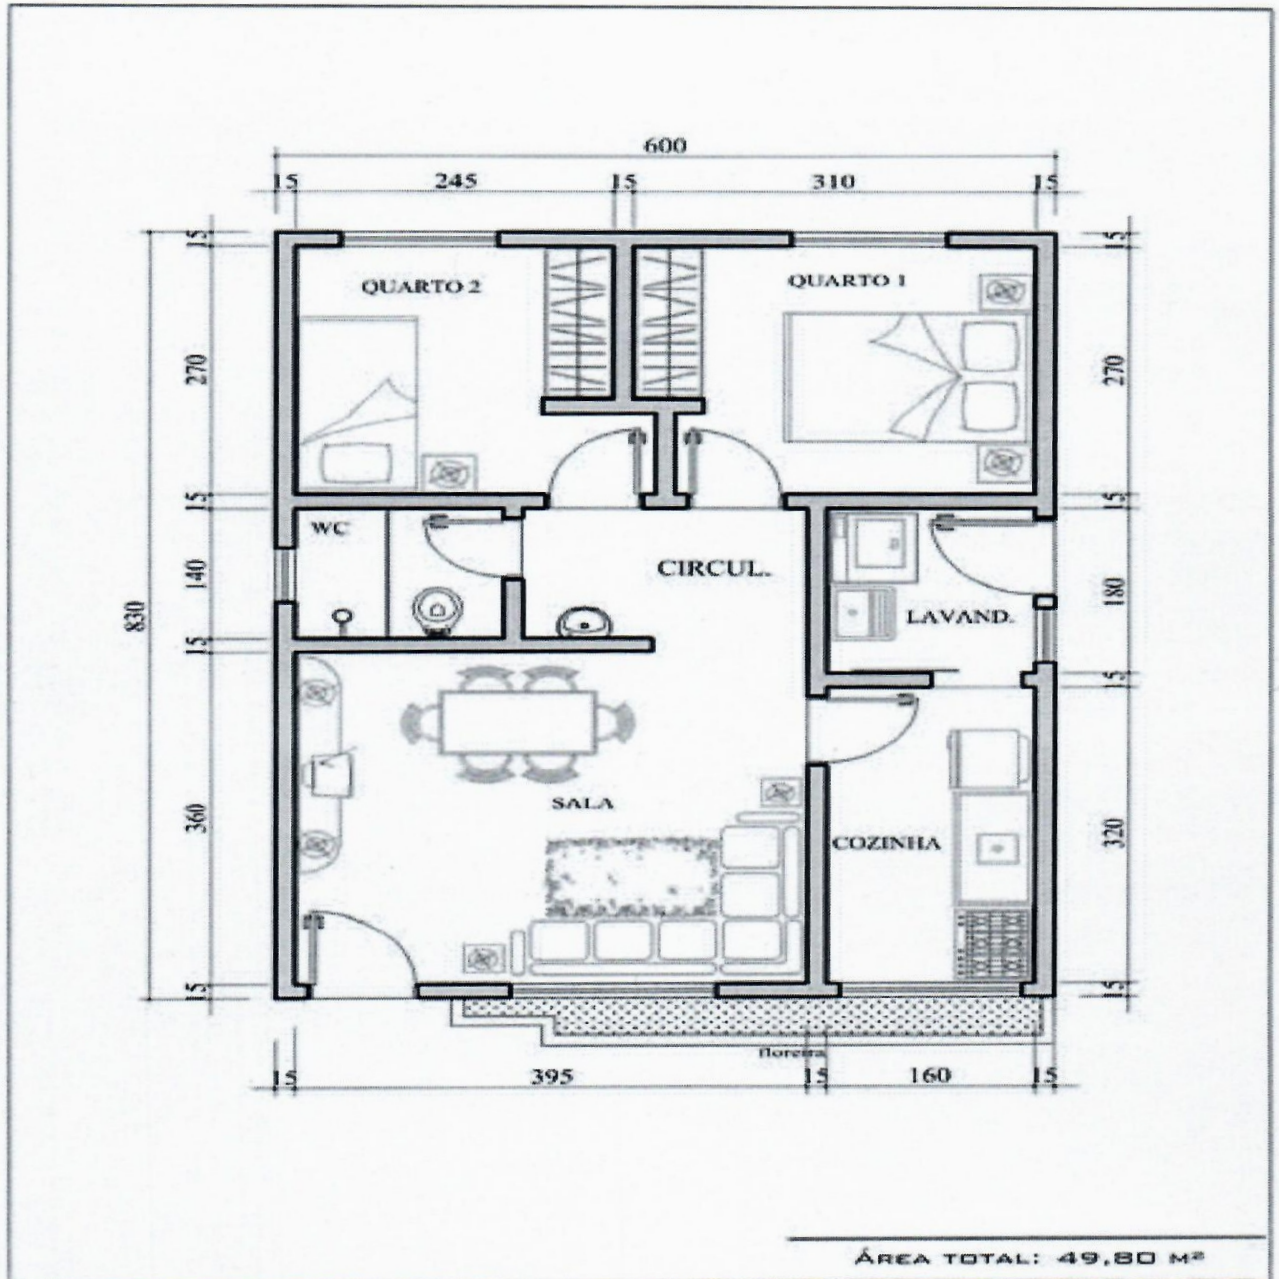 600
15 245 15 310 15
15 15
QUARTO 2 QUARTO 1
270 270
15 15
WC
CIRCUL.
140 180
830 LAVAND.
15 15
SALA
360 320
COZINHA
15 15
floreira
15 395 15 160 15
ÁREA TOTAL: 49,80 M²